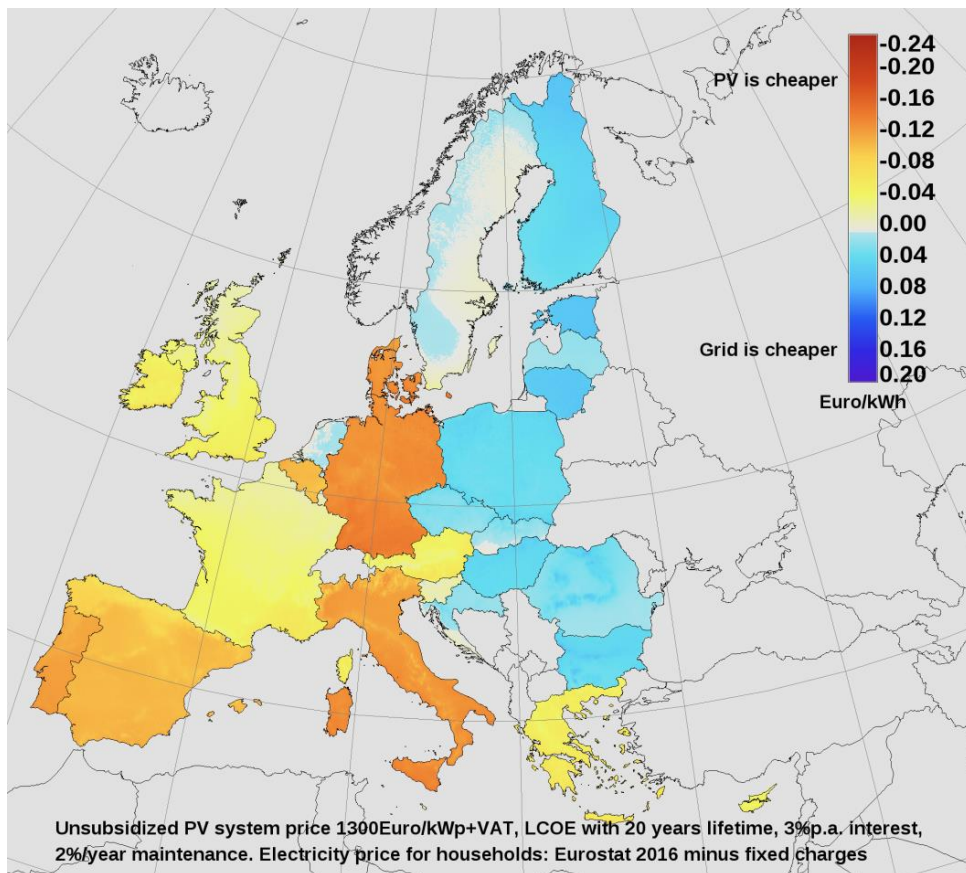 -0.24
-0.20
PV is cheaper
-0.16
-0.12
-0.08
-0.04
0.00
0.04
0.08
0.12
Grid is cheaper
0.16
0.20
Euro/kWh
Unsubsidized PV system price 1300Euro/kWp+VAT, LCOE with 20 years lifetime, 3%p.a. interest,
2%/year maintenance. Electricity price for households: Eurostat 2016 minus fixed charges